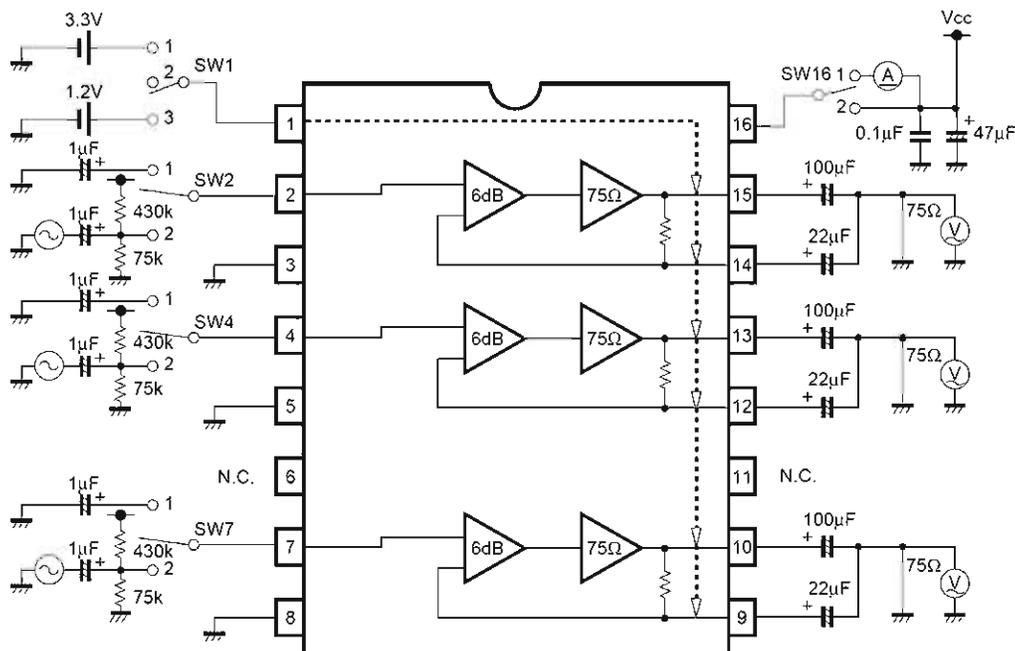 3.3V
1
2
SW1
1.2V
3
1μF +
1
SW2
430k
1μF +
2
75k
1μF +
1
SW4
430k
1μF +
2
75k
N.C.
1μF +
1
SW7
430k
1μF +
2
75k
1
2
3
4
5
6
7
8
6dB
75Ω
6dB
75Ω
6dB
75Ω
16
15
14
13
12
11
10
9
Vcc
SW16
1
A
2
0.1μF
+
47μF
100μF
+
75Ω
V
22μF
+
100μF
+
75Ω
V
22μF
+
N.C.
100μF
+
75Ω
V
22μF
+